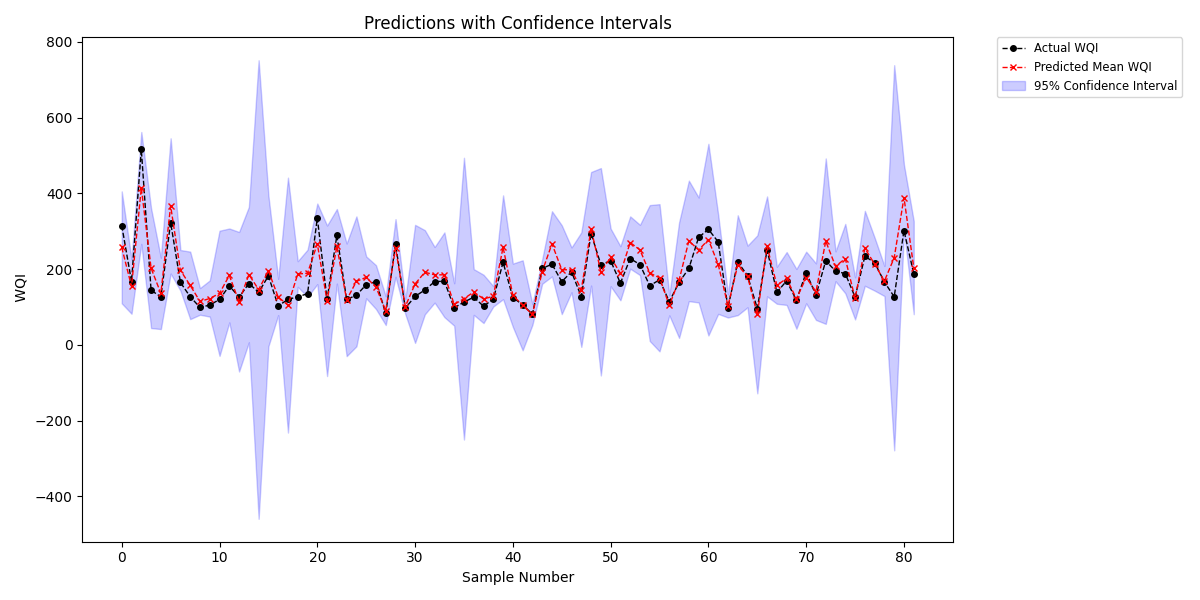 Predictions with Confidence Intervals
Actual WQI
Predicted Mean WQI
95% Confidence Interval
WQI
800
600
400
200
0
−200
−400
0 10 20 30 40 50 60 70 80
Sample Number